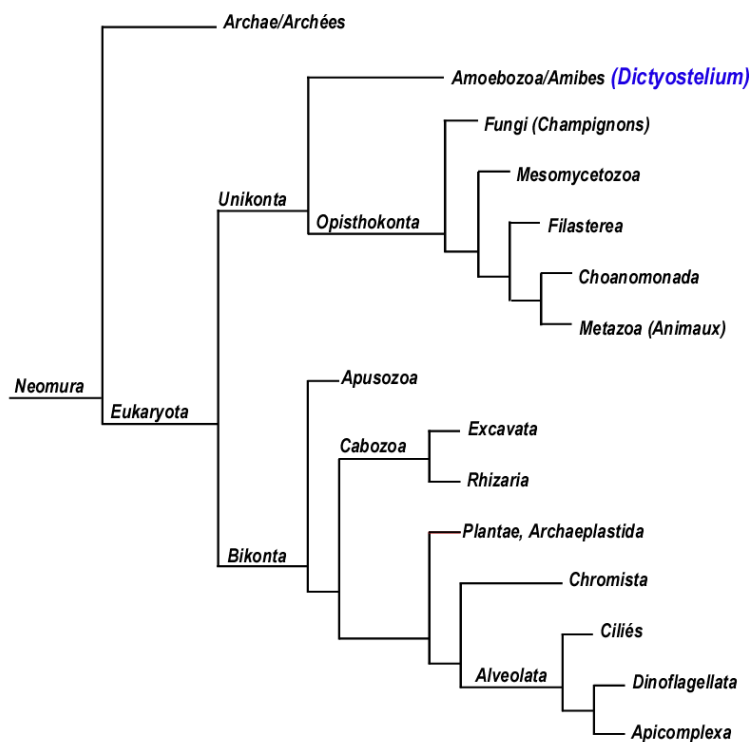 Archae/Archées
Amoebozoa/Amibes (Dictyostelium)
Fungi (Champignons)
Mesomycetozoa
Unikonta
Opisthokonta
Filasterea
Choanomonada
Metazoa (Animaux)
Neomura
Apusozoa
Eukaryota
Excavata
Cabozoa
Rhizaria
Plantae, Archaeplastida
Bikonta
Chromista
Ciliés
Alveolata
Dinoflagellata
Apicomplexa